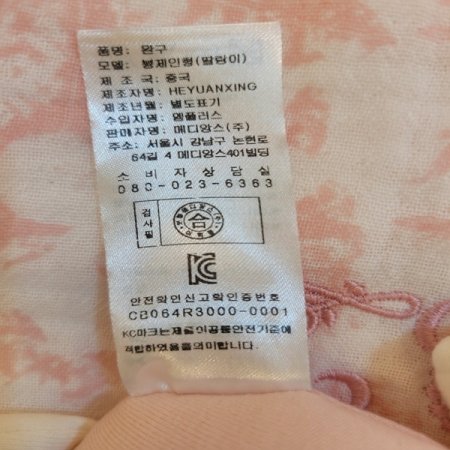 품명: 완구
모델: 봉제인형(딸랑이)
제 조 국: 중국
제조자명: HEYUANXING
제조년월: 별도표기
수입자명: 엠플러스
판매자명: 메디앙스(주)
주소: 서울시 강남구 논현로
64길 4 메디앙스401빌딩
소 비 자 상 담 실
080-023-6363
검사필
合
KC
안전확인신고확인증번호
CB064R3000-0001
KC마크는제품이공통안전기준에
적합하였음을의미합니다